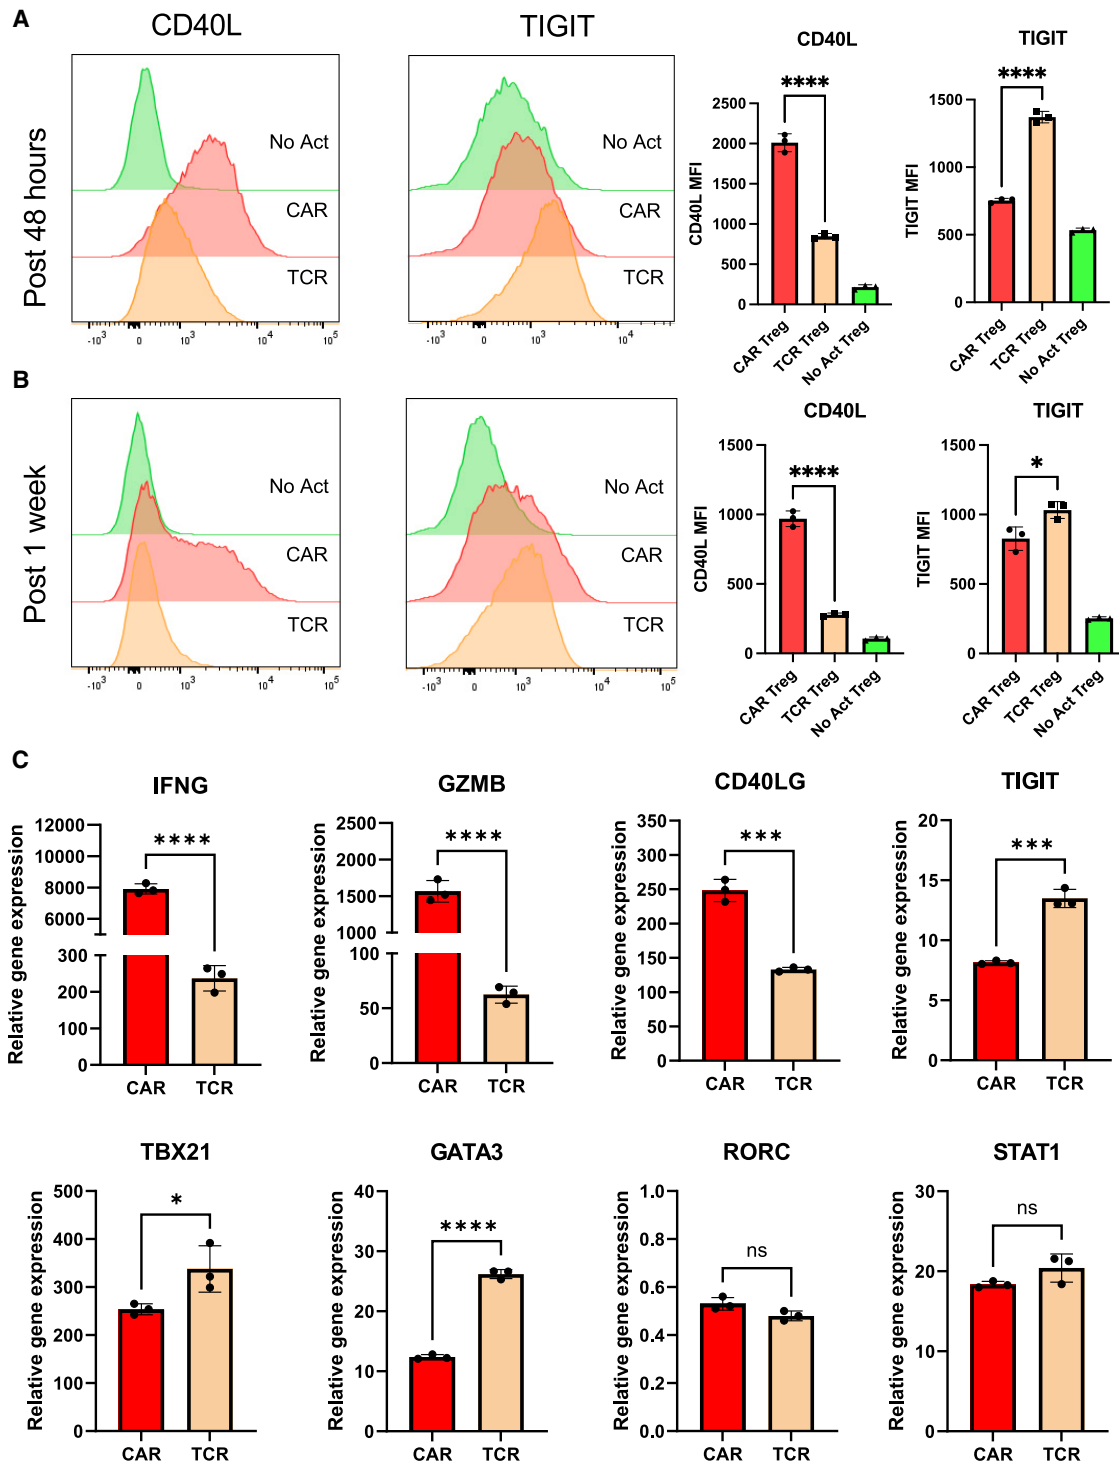 A
CD40L
TIGIT
Post 48 hours
No Act
CAR
TCR
-10³ 0 10³ 10⁴ 10⁵
No Act
CAR
TCR
-10³ 0 10³ 10⁴
CD40L
CD40L MFI
2500
2000
1500
1000
500
0
****
CAR Treg
TCR Treg
No Act Treg
TIGIT
TIGIT MFI
1500
1000
500
0
****
CAR Treg
TCR Treg
No Act Treg
B
Post 1 week
No Act
CAR
TCR
-10³ 0 10³ 10⁴ 10⁵
No Act
CAR
TCR
-10³ 0 10³ 10⁴ 10⁵
CD40L
CD40L MFI
1500
1000
500
0
****
CAR Treg
TCR Treg
No Act Treg
TIGIT
TIGIT MFI
1500
1000
500
0
*
CAR Treg
TCR Treg
No Act Treg
C
IFNG
Relative gene expression
12000
10000
8000
6000
300
200
100
0
****
CAR TCR
GZMB
Relative gene expression
2500
2000
1500
1000
100
50
0
****
CAR TCR
CD40LG
Relative gene expression
350
300
250
200
150
100
50
0
***
CAR TCR
TIGIT
Relative gene expression
20
15
10
5
0
***
CAR TCR
TBX21
Relative gene expression
500
400
300
200
100
0
*
CAR TCR
GATA3
Relative gene expression
40
30
20
10
0
****
CAR TCR
RORC
Relative gene expression
1.0
0.8
0.6
0.4
0.2
0.0
ns
CAR TCR
STAT1
Relative gene expression
30
20
10
0
ns
CAR TCR